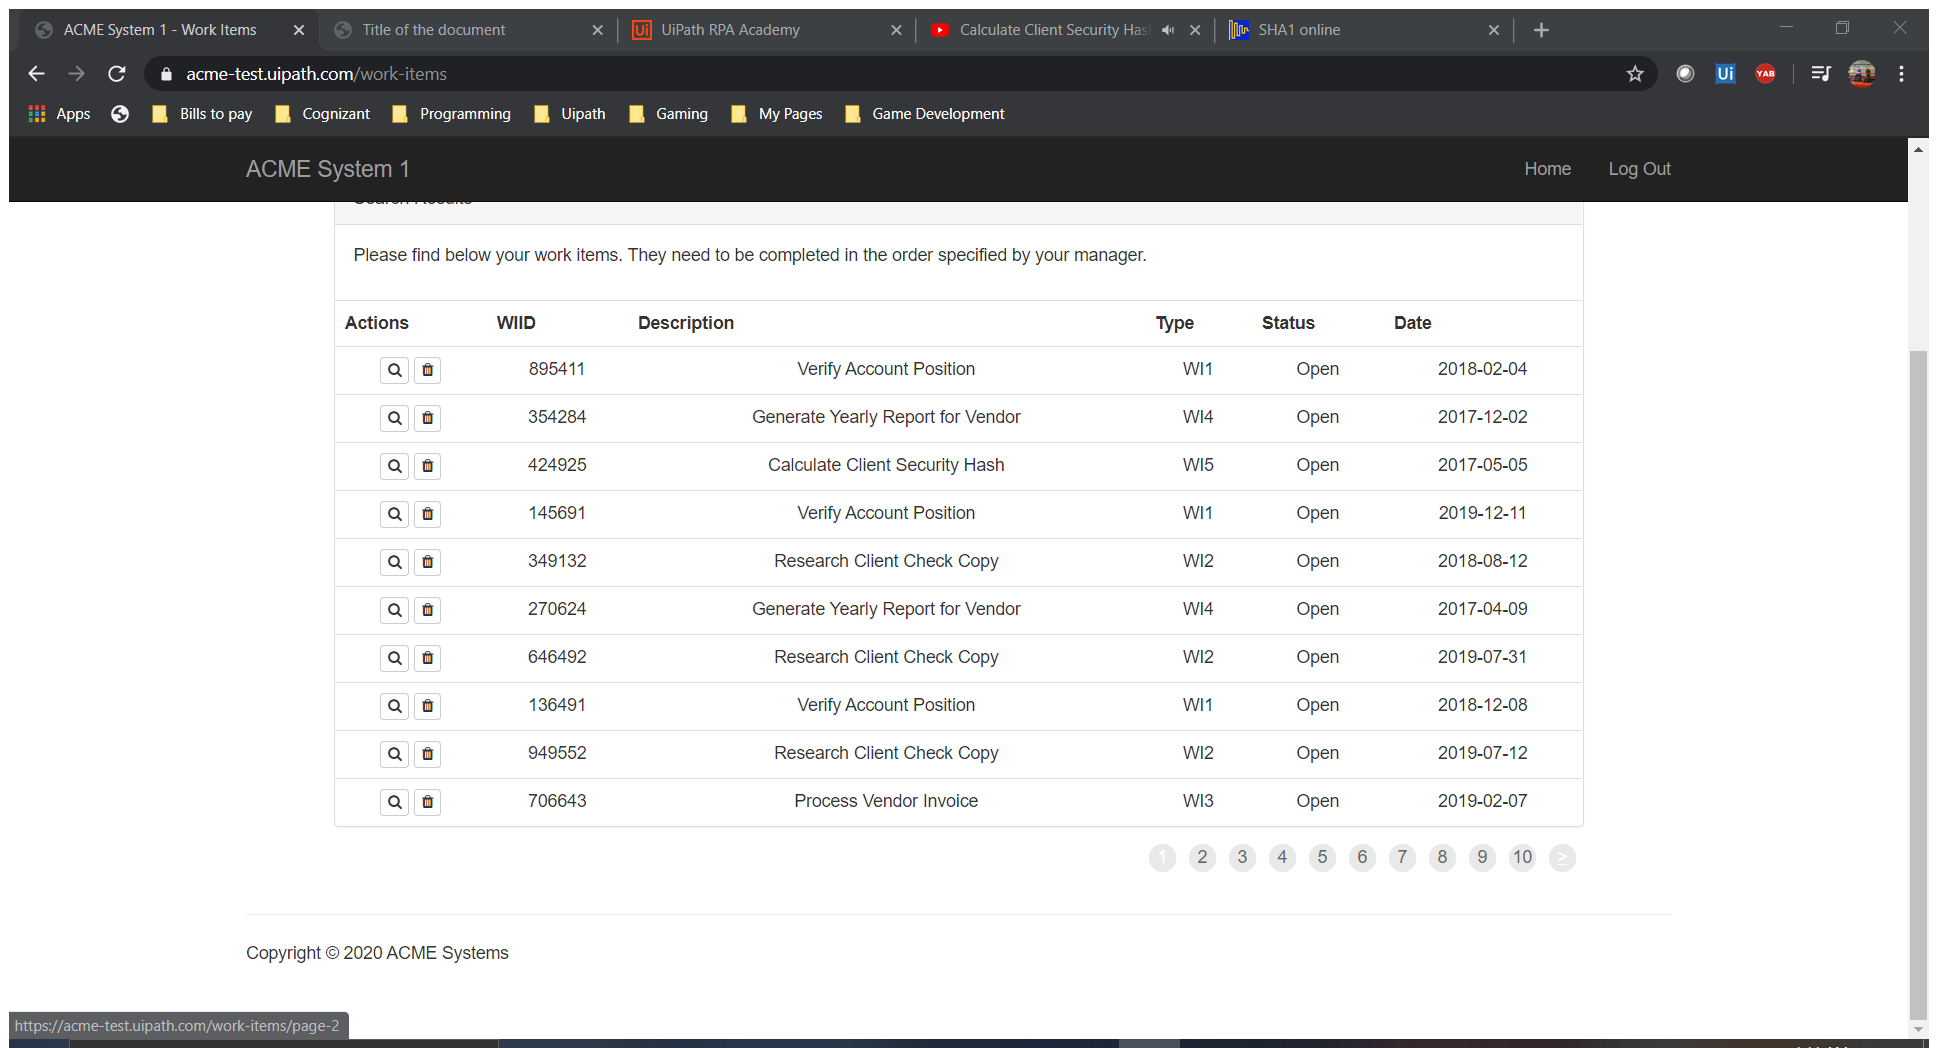 ACME System 1 - Work Items
Title of the document
Ui UiPath RPA Academy
Calculate Client Security Has
SHA1 online
acme-test.uipath.com/work-items
Ui
YAB
Apps
Bills to pay
Cognizant
Programming
Uipath
Gaming
My Pages
Game Development
ACME System 1
Home
Log Out
Search Results
Please find below your work items. They need to be completed in the order specified by your manager.
Actions WIID Description Type Status Date
895411 Verify Account Position WI1 Open 2018-02-04
354284 Generate Yearly Report for Vendor WI4 Open 2017-12-02
424925 Calculate Client Security Hash WI5 Open 2017-05-05
145691 Verify Account Position WI1 Open 2019-12-11
349132 Research Client Check Copy WI2 Open 2018-08-12
270624 Generate Yearly Report for Vendor WI4 Open 2017-04-09
646492 Research Client Check Copy WI2 Open 2019-07-31
136491 Verify Account Position WI1 Open 2018-12-08
949552 Research Client Check Copy WI2 Open 2019-07-12
706643 Process Vendor Invoice WI3 Open 2019-02-07
1 2 3 4 5 6 7 8 9 10 >
Copyright © 2020 ACME Systems
https://acme-test.uipath.com/work-items/page-2